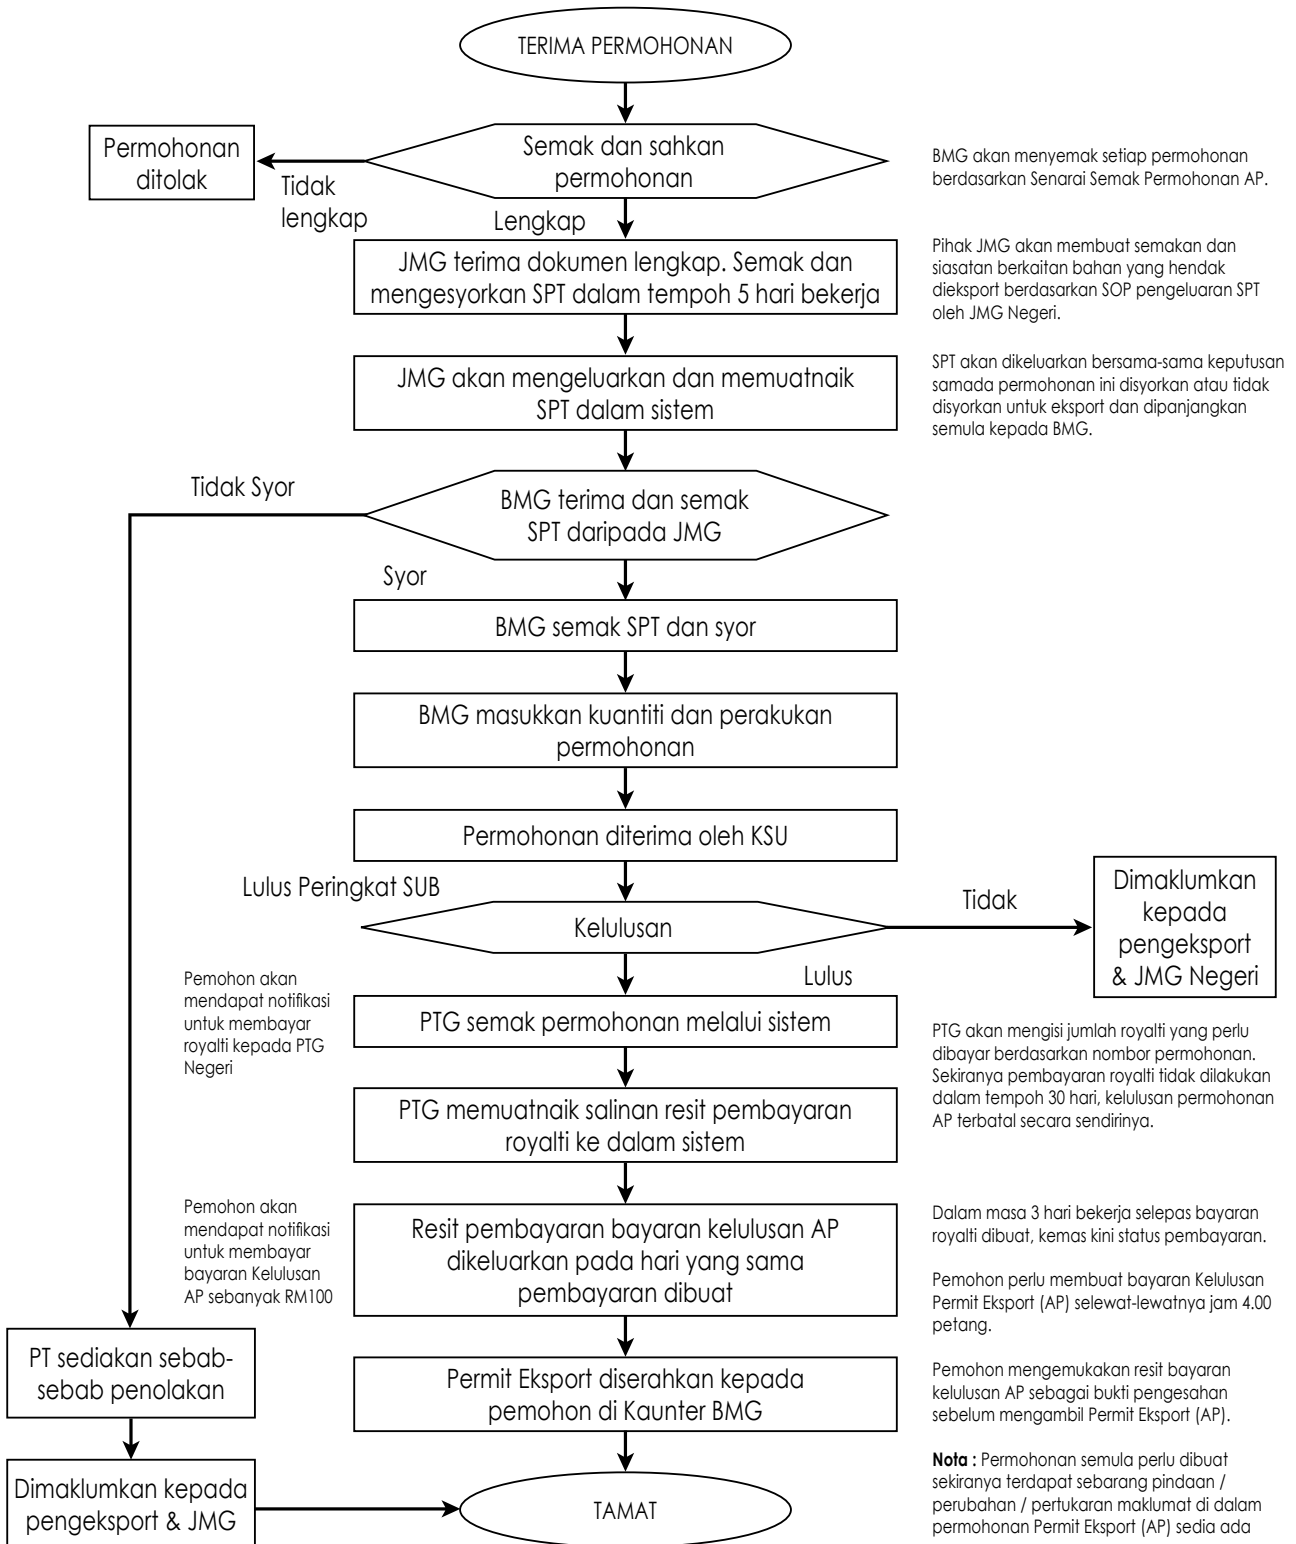 TERIMA PERMOHONAN
Semak dan sahkan
permohonan
Permohonan
ditolak
Tidak
lengkap
Lengkap
BMG akan menyemak setiap permohonan
berdasarkan Senarai Semak Permohonan AP.
JMG terima dokumen lengkap. Semak dan
mengesyorkan SPT dalam tempoh 5 hari bekerja
Pihak JMG akan membuat semakan dan
siasatan berkaitan bahan yang hendak
dieksport berdasarkan SOP pengeluaran SPT
oleh JMG Negeri.
JMG akan mengeluarkan dan memuatnaik
SPT dalam sistem
SPT akan dikeluarkan bersama-sama keputusan
samada permohonan ini disyorkan atau tidak
disyorkan untuk eksport dan dipanjangkan
semula kepada BMG.
Tidak Syor
BMG terima dan semak
SPT daripada JMG
Syor
BMG semak SPT dan syor
BMG masukkan kuantiti dan perakukan
permohonan
Permohonan diterima oleh KSU
Lulus Peringkat SUB
Kelulusan
Tidak
Dimaklumkan
kepada
pengeksport
& JMG Negeri
Lulus
Pemohon akan
mendapat notifikasi
untuk membayar
royalti kepada PTG
Negeri
PTG semak permohonan melalui sistem
PTG akan mengisi jumlah royalti yang perlu
dibayar berdasarkan nombor permohonan.
Sekiranya pembayaran royalti tidak dilakukan
dalam tempoh 30 hari, kelulusan permohonan
AP terbatal secara sendirinya.
PTG memuatnaik salinan resit pembayaran
royalti ke dalam sistem
Pemohon akan
mendapat notifikasi
untuk membayar
bayaran Kelulusan
AP sebanyak RM100
Resit pembayaran bayaran kelulusan AP
dikeluarkan pada hari yang sama
pembayaran dibuat
Dalam masa 3 hari bekerja selepas bayaran
royalti dibuat, kemas kini status pembayaran.
Pemohon perlu membuat bayaran Kelulusan
Permit Eksport (AP) selewat-lewatnya jam 4.00
petang.
PT sediakan sebab-
sebab penolakan
Permit Eksport diserahkan kepada
pemohon di Kaunter BMG
Pemohon mengemukakan resit bayaran
kelulusan AP sebagai bukti pengesahan
sebelum mengambil Permit Eksport (AP).
Dimaklumkan kepada
pengeksport & JMG
TAMAT
Nota : Permohonan semula perlu dibuat
sekiranya terdapat sebarang pindaan /
perubahan / pertukaran maklumat di dalam
permohonan Permit Eksport (AP) sedia ada